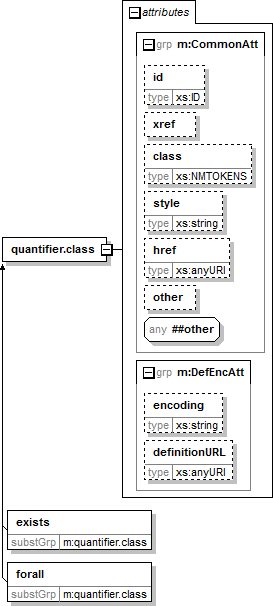 attributes
grp m:CommonAtt
id
type xs:ID
xref
class
type xs:NMTOKENS
style
type xs:string
href
type xs:anyURI
other
any ##other
quantifier.class
grp m:DefEncAtt
encoding
type xs:string
definitionURL
type xs:anyURI
exists
substGrp m:quantifier.class
forall
substGrp m:quantifier.class